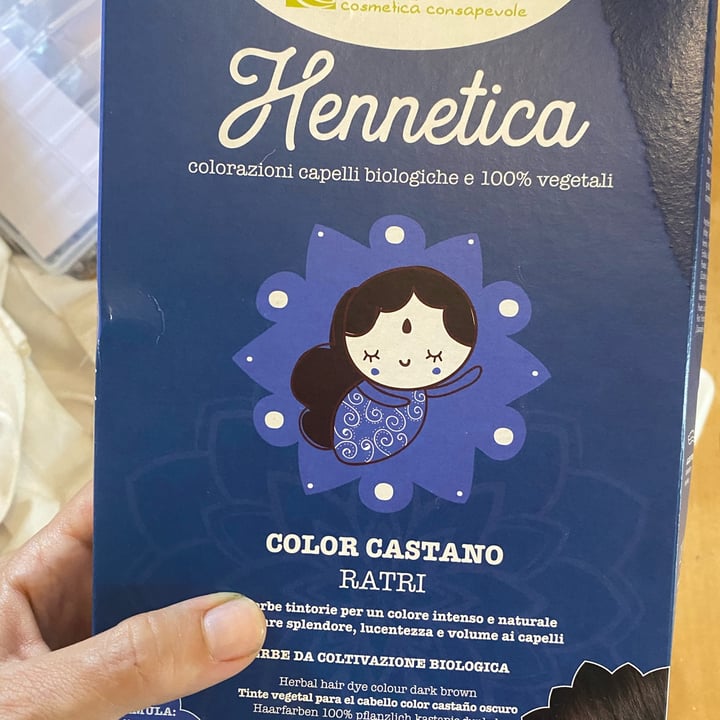 cosmetica consapevole
Hennetica
colorazioni capelli biologiche e 100% vegetali
COLOR CASTANO
RATRI
tintorie per un colore intenso e naturale
splendore, lucentezza e volume ai capelli
DA COLTIVAZIONE BIOLOGICA
Herbal hair dye colour dark brown
Tinte vegetal para el cabello color castaño oscuro
Haarfarben 100% pflanzlich